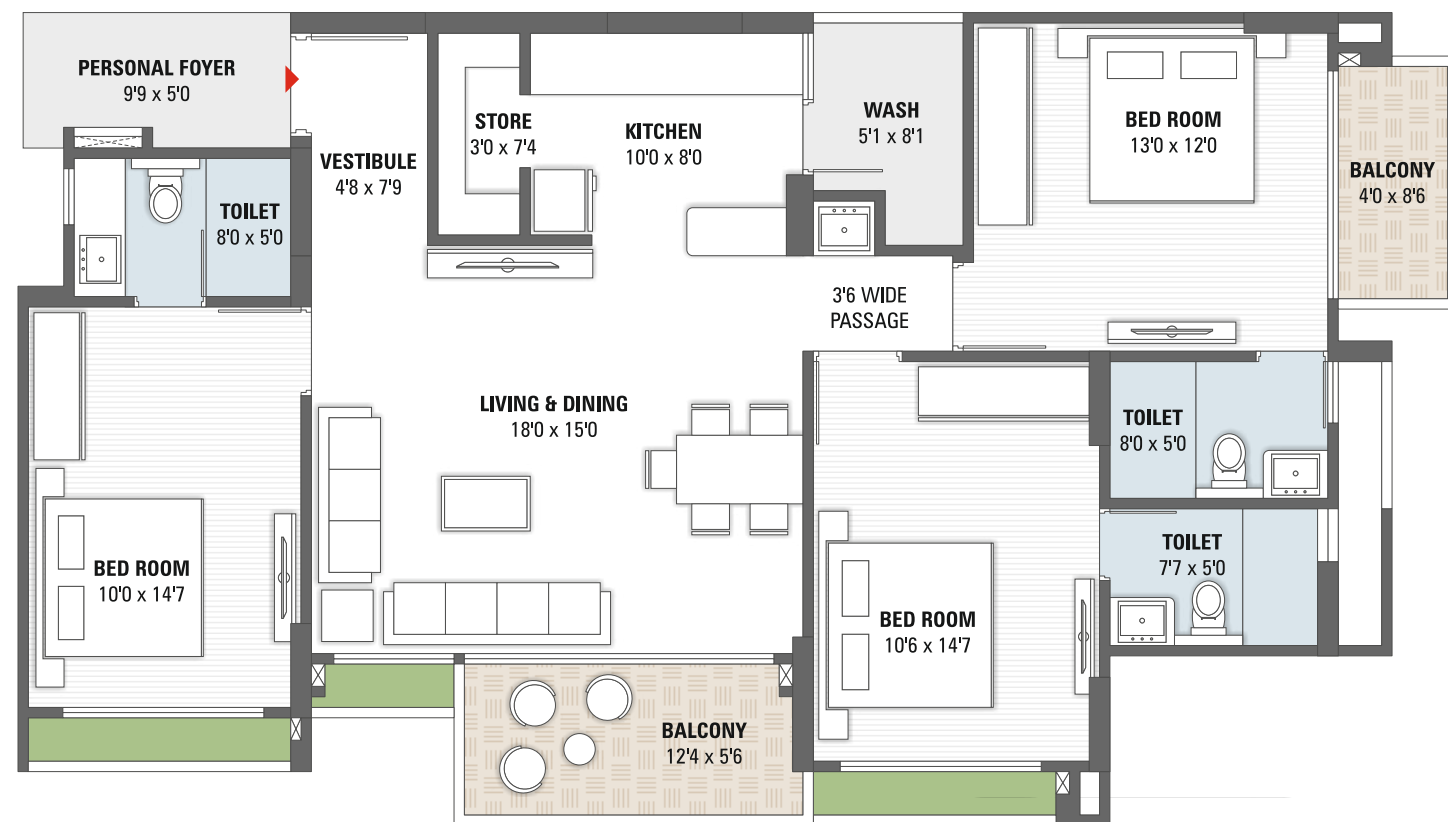 PERSONAL FOYER
9'9 x 5'0
VESTIBULE
4'8 x 7'9
STORE
3'0 x 7'4
KITCHEN
10'0 x 8'0
WASH
5'1 x 8'1
BED ROOM
13'0 x 12'0
BALCONY
4'0 x 8'6
TOILET
8'0 x 5'0
3'6 WIDE
PASSAGE
LIVING & DINING
18'0 x 15'0
TOILET
8'0 x 5'0
TOILET
7'7 x 5'0
BED ROOM
10'0 x 14'7
BED ROOM
10'6 x 14'7
BALCONY
12'4 x 5'6